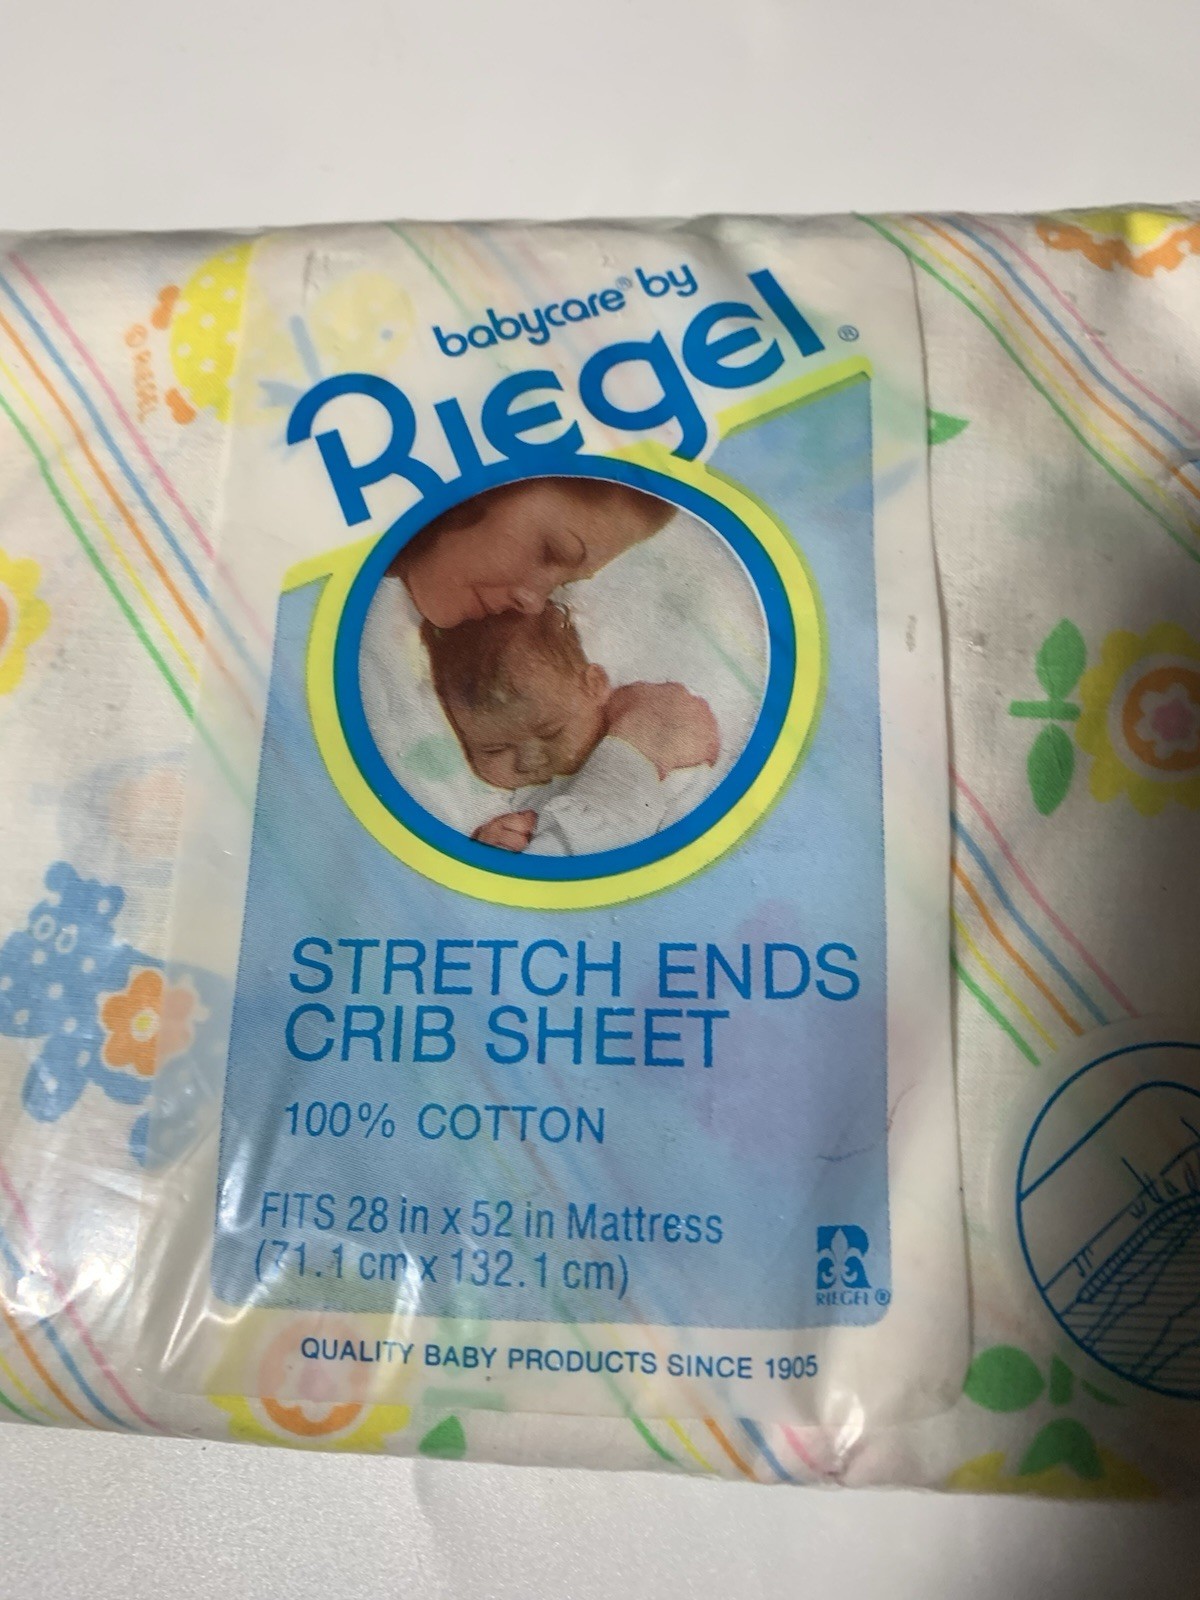 babycare® by
Riegel®
© RIEGEL
STRETCH ENDS
CRIB SHEET
100% COTTON
FITS 28 in x 52 in Mattress
(71.1 cm x 132.1 cm)
RIEGEL®
QUALITY BABY PRODUCTS SINCE 1905